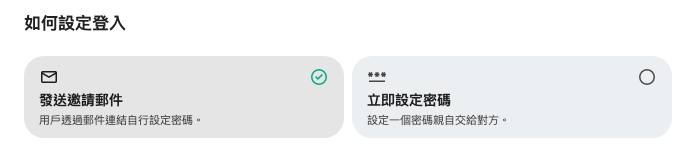 如何設定登入
發送邀請郵件
用戶透過郵件連結自行設定密碼。
***
立即設定密碼
設定一個密碼親自交給對方。